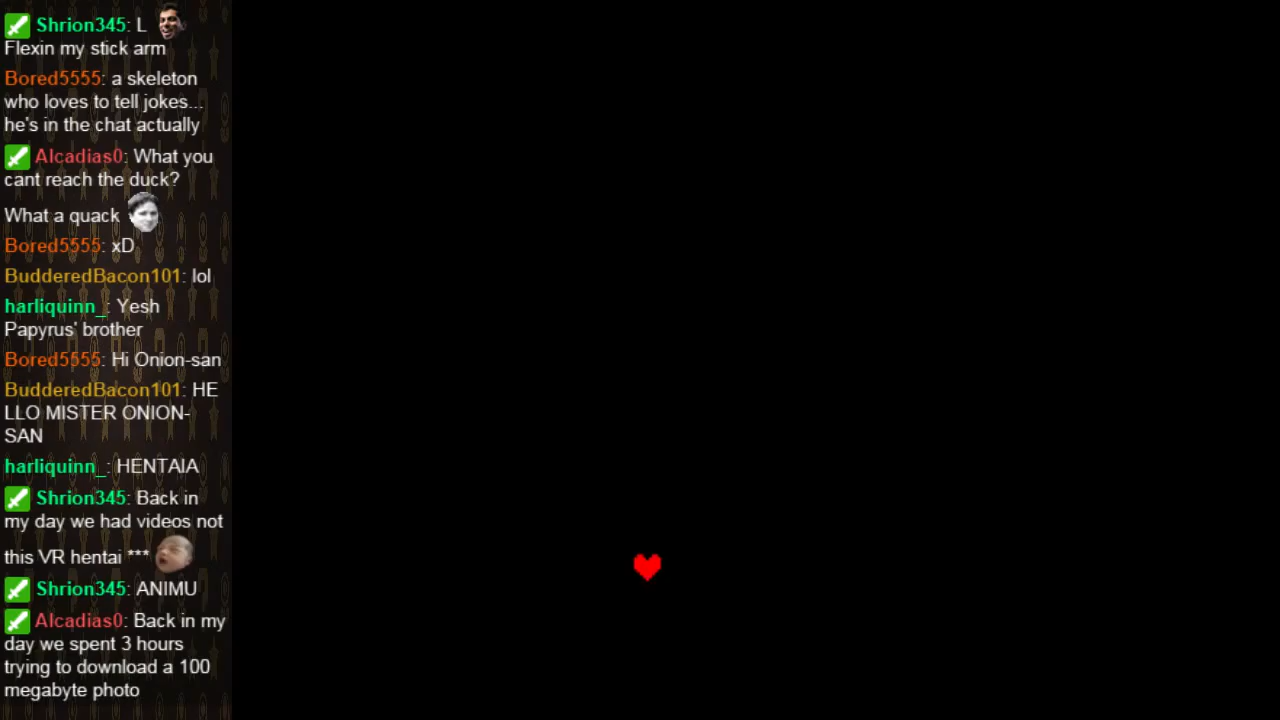 Shrion345: L
Flexin my stick arm
Bored5555: a skeleton
who loves to tell jokes...
he's in the chat actually
Alcadias0: What you
cant reach the duck?
What a quack
Bored5555: xD
BudderedBacon101: lol
harliquinn_: Yesh
Papyrus' brother
Bored5555: Hi Onion-san
BudderedBacon101: HE
LLO MISTER ONION-
SAN
harliquinn_: HENTAIA
Shrion345: Back in
my day we had videos not
this VR hentai ***
Shrion345: ANIMU
Alcadias0: Back in my
day we spent 3 hours
trying to download a 100
megabyte photo